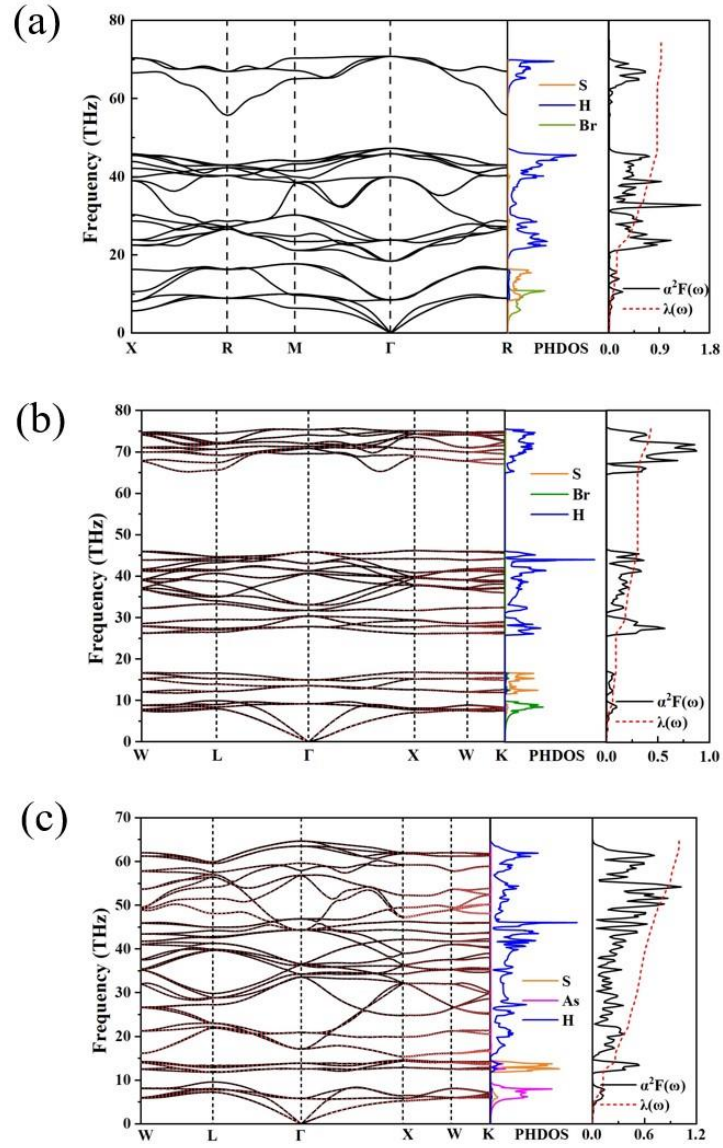 (a)
80
60
40
20
0
Frequency (THz)
S
H
Br
α²F(ω)
λ(ω)
X R M Γ R PHDOS 0.0 0.9 1.8
(b)
80
70
60
50
40
30
20
10
0
Frequency (THz)
S
Br
H
α²F(ω)
λ(ω)
W L Γ X W K PHDOS 0.0 0.5 1.0
(c)
70
60
50
40
30
20
10
0
Frequency (THz)
S
As
H
α²F(ω)
λ(ω)
W L Γ X W K PHDOS 0.0 0.6 1.2